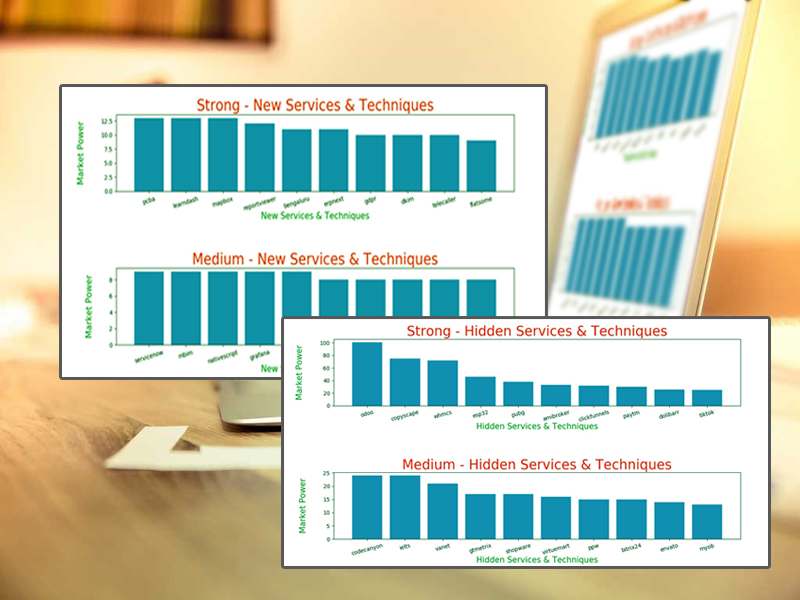 Strong - New Services & Techniques
Market Power
12.5
10.0
7.5
5.0
2.5
0.0
pcba learndash mapbox reportviewer bengaluru erpnext gdpr dkim telecaller flatsome
New Services & Techniques
Medium - New Services & Techniques
Market Power
8
6
4
2
0
servicenow mbim nativescript grafana
New
Strong - Hidden Services & Techniques
Market Power
100
80
60
40
20
0
odoo copyscape whmcs esp32 pubg amibroker clickfunnels paytm dolibarr tiktok
Hidden Services & Techniques
Medium - Hidden Services & Techniques
Market Power
25
20
15
10
5
0
codecanyon ielts vanet gtmetrix shopware virtuemart ppw bitrix24 envato myob
Hidden Services & Techniques